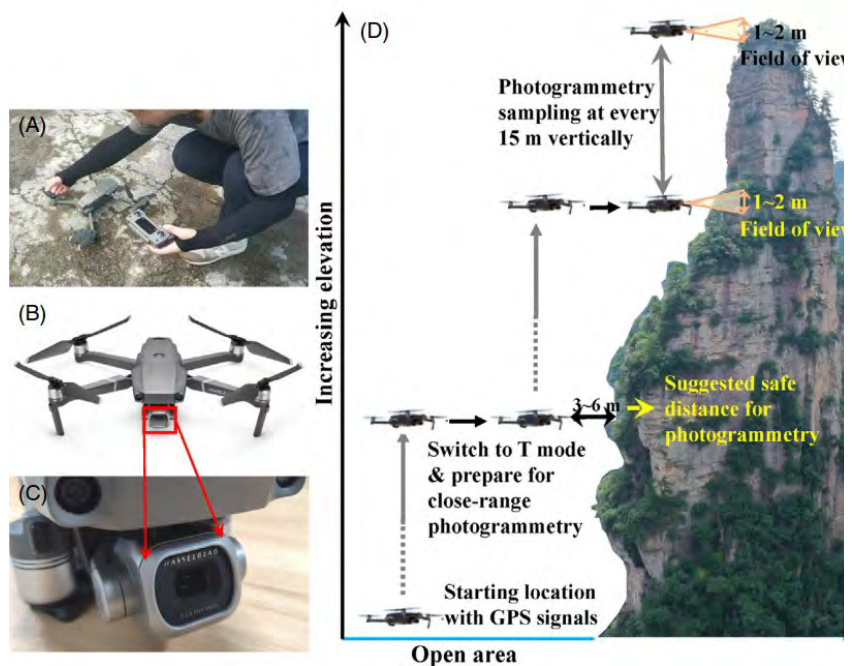 (A)
(B)
(C)
HASSELBLAD
(D)
Increasing elevation
1~2 m
Field of view
Photogrammetry
sampling at every
15 m vertically
1~2 m
Field of view
3~6 m
Suggested safe
distance for
photogrammetry
Switch to T mode
& prepare for
close-range
photogrammetry
Starting location
with GPS signals
Open area